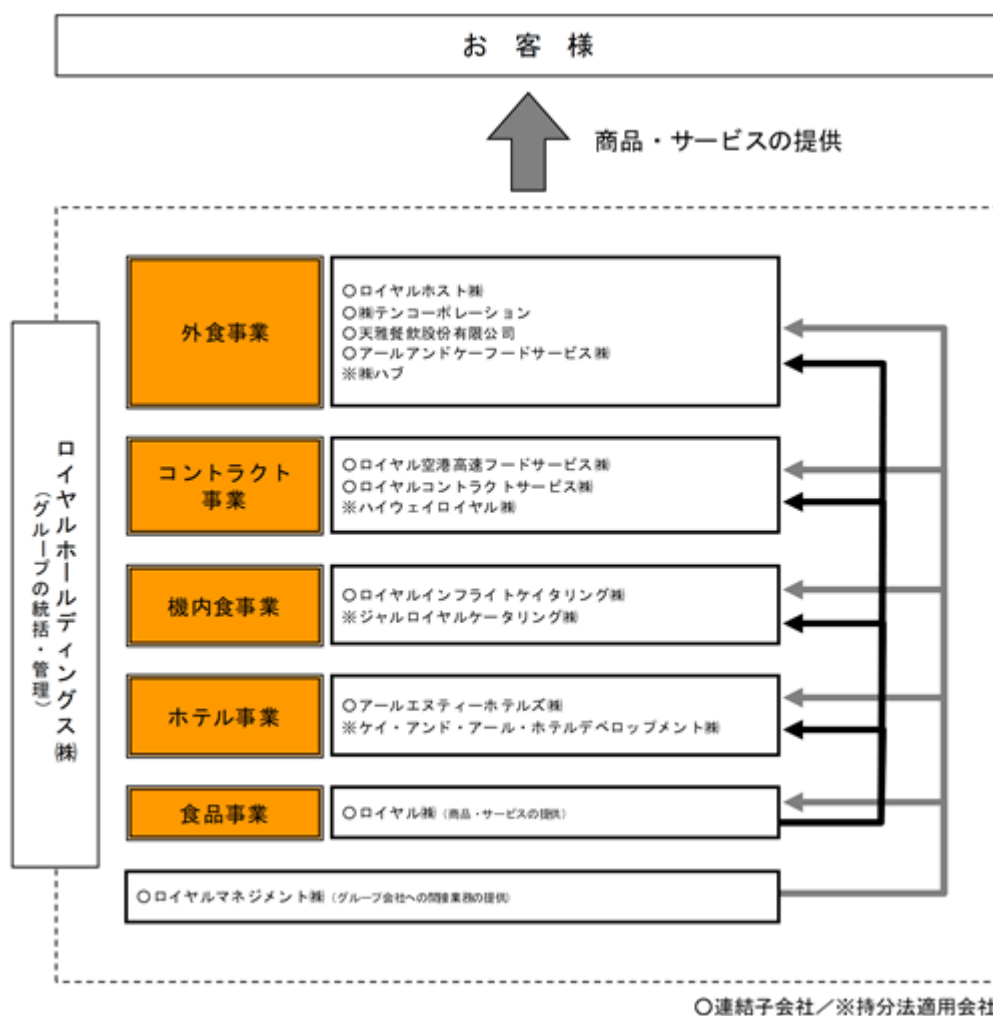 お 客 様
商品・サービスの提供
ロイヤルホールディングス㈱
（グループの統括・管理）
外食事業
○ロイヤルホスト㈱
○㈱テンコーポレーション
○天雅餐飲股份有限公司
○アールアンドケーフードサービス㈱
※㈱ハブ
コントラクト
事業
○ロイヤル空港高速フードサービス㈱
○ロイヤルコントラクトサービス㈱
※ハイウェイロイヤル㈱
機内食事業
○ロイヤルインフライトケイタリング㈱
※ジャルロイヤルケータリング㈱
ホテル事業
○アールエヌティーホテルズ㈱
※ケイ・アンド・アール・ホテルデベロップメント㈱
食品事業
○ロイヤル㈱（商品・サービスの提供）
○ロイヤルマネジメント㈱（グループ会社への間接業務の提供）
○連結子会社／※持分法適用会社